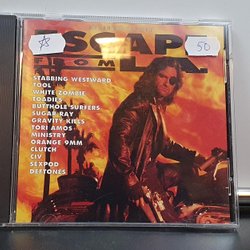 50
SCAP
FROM L.A.
STABBING WESTWARD
TOOL
WHITE ZOMBIE
TOADIES
BUTTHOLE SURFERS
SUGAR RAY
GRAVITY KILLS
TORI AMOS
MINISTRY
ORANGE 9MM
CLUTCH
CIV
SEXPOD
DEFTONES